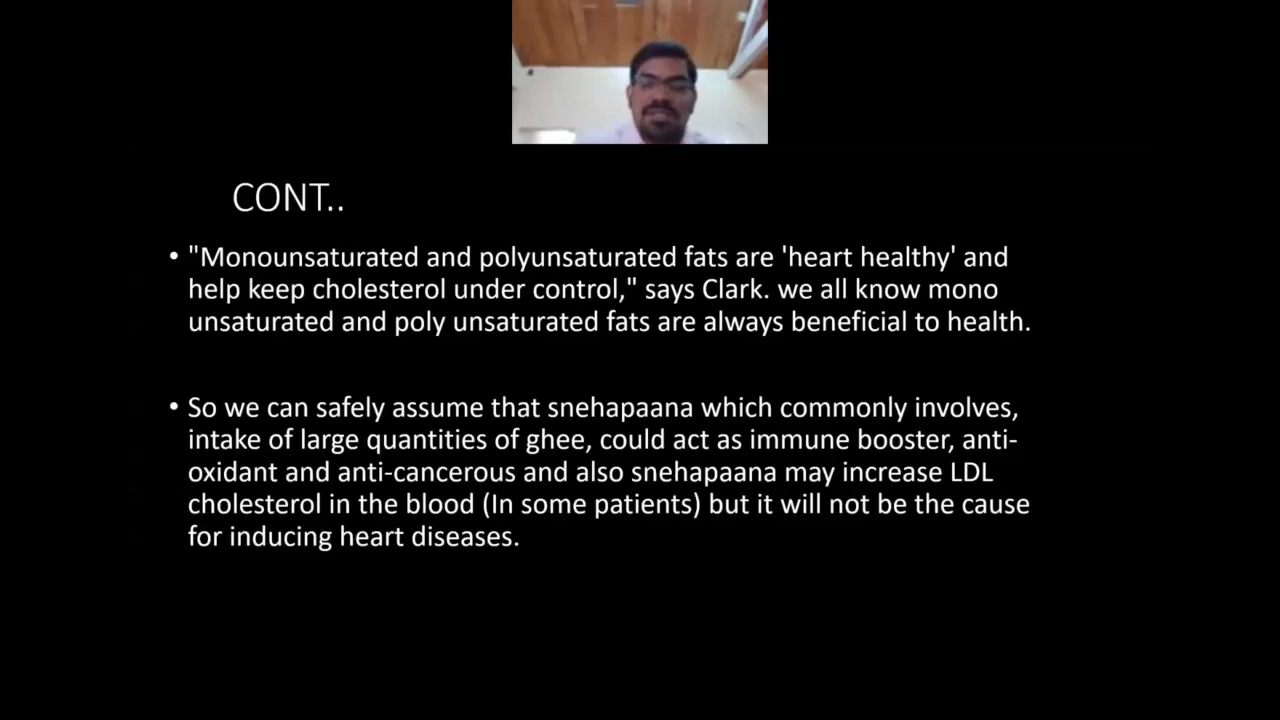 CONT..
• "Monounsaturated and polyunsaturated fats are 'heart healthy' and
help keep cholesterol under control," says Clark. we all know mono
unsaturated and poly unsaturated fats are always beneficial to health.
• So we can safely assume that snehapaana which commonly involves,
intake of large quantities of ghee, could act as immune booster, anti-
oxidant and anti-cancerous and also snehapaana may increase LDL
cholesterol in the blood (In some patients) but it will not be the cause
for inducing heart diseases.